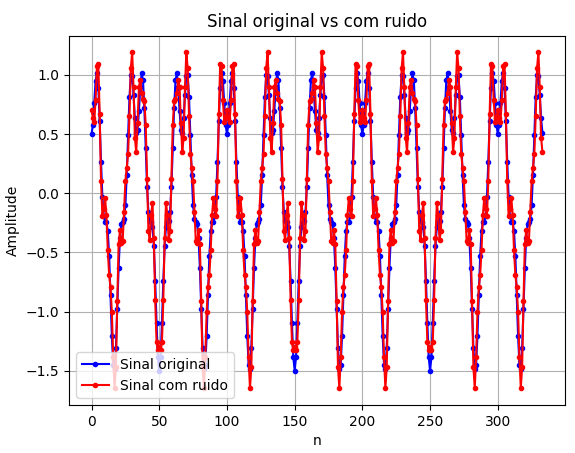 Sinal original vs com ruido
Amplitude
1.0
0.5
0.0
−0.5
−1.0
−1.5
Sinal original
Sinal com ruido
0 50 100 150 200 250 300
n